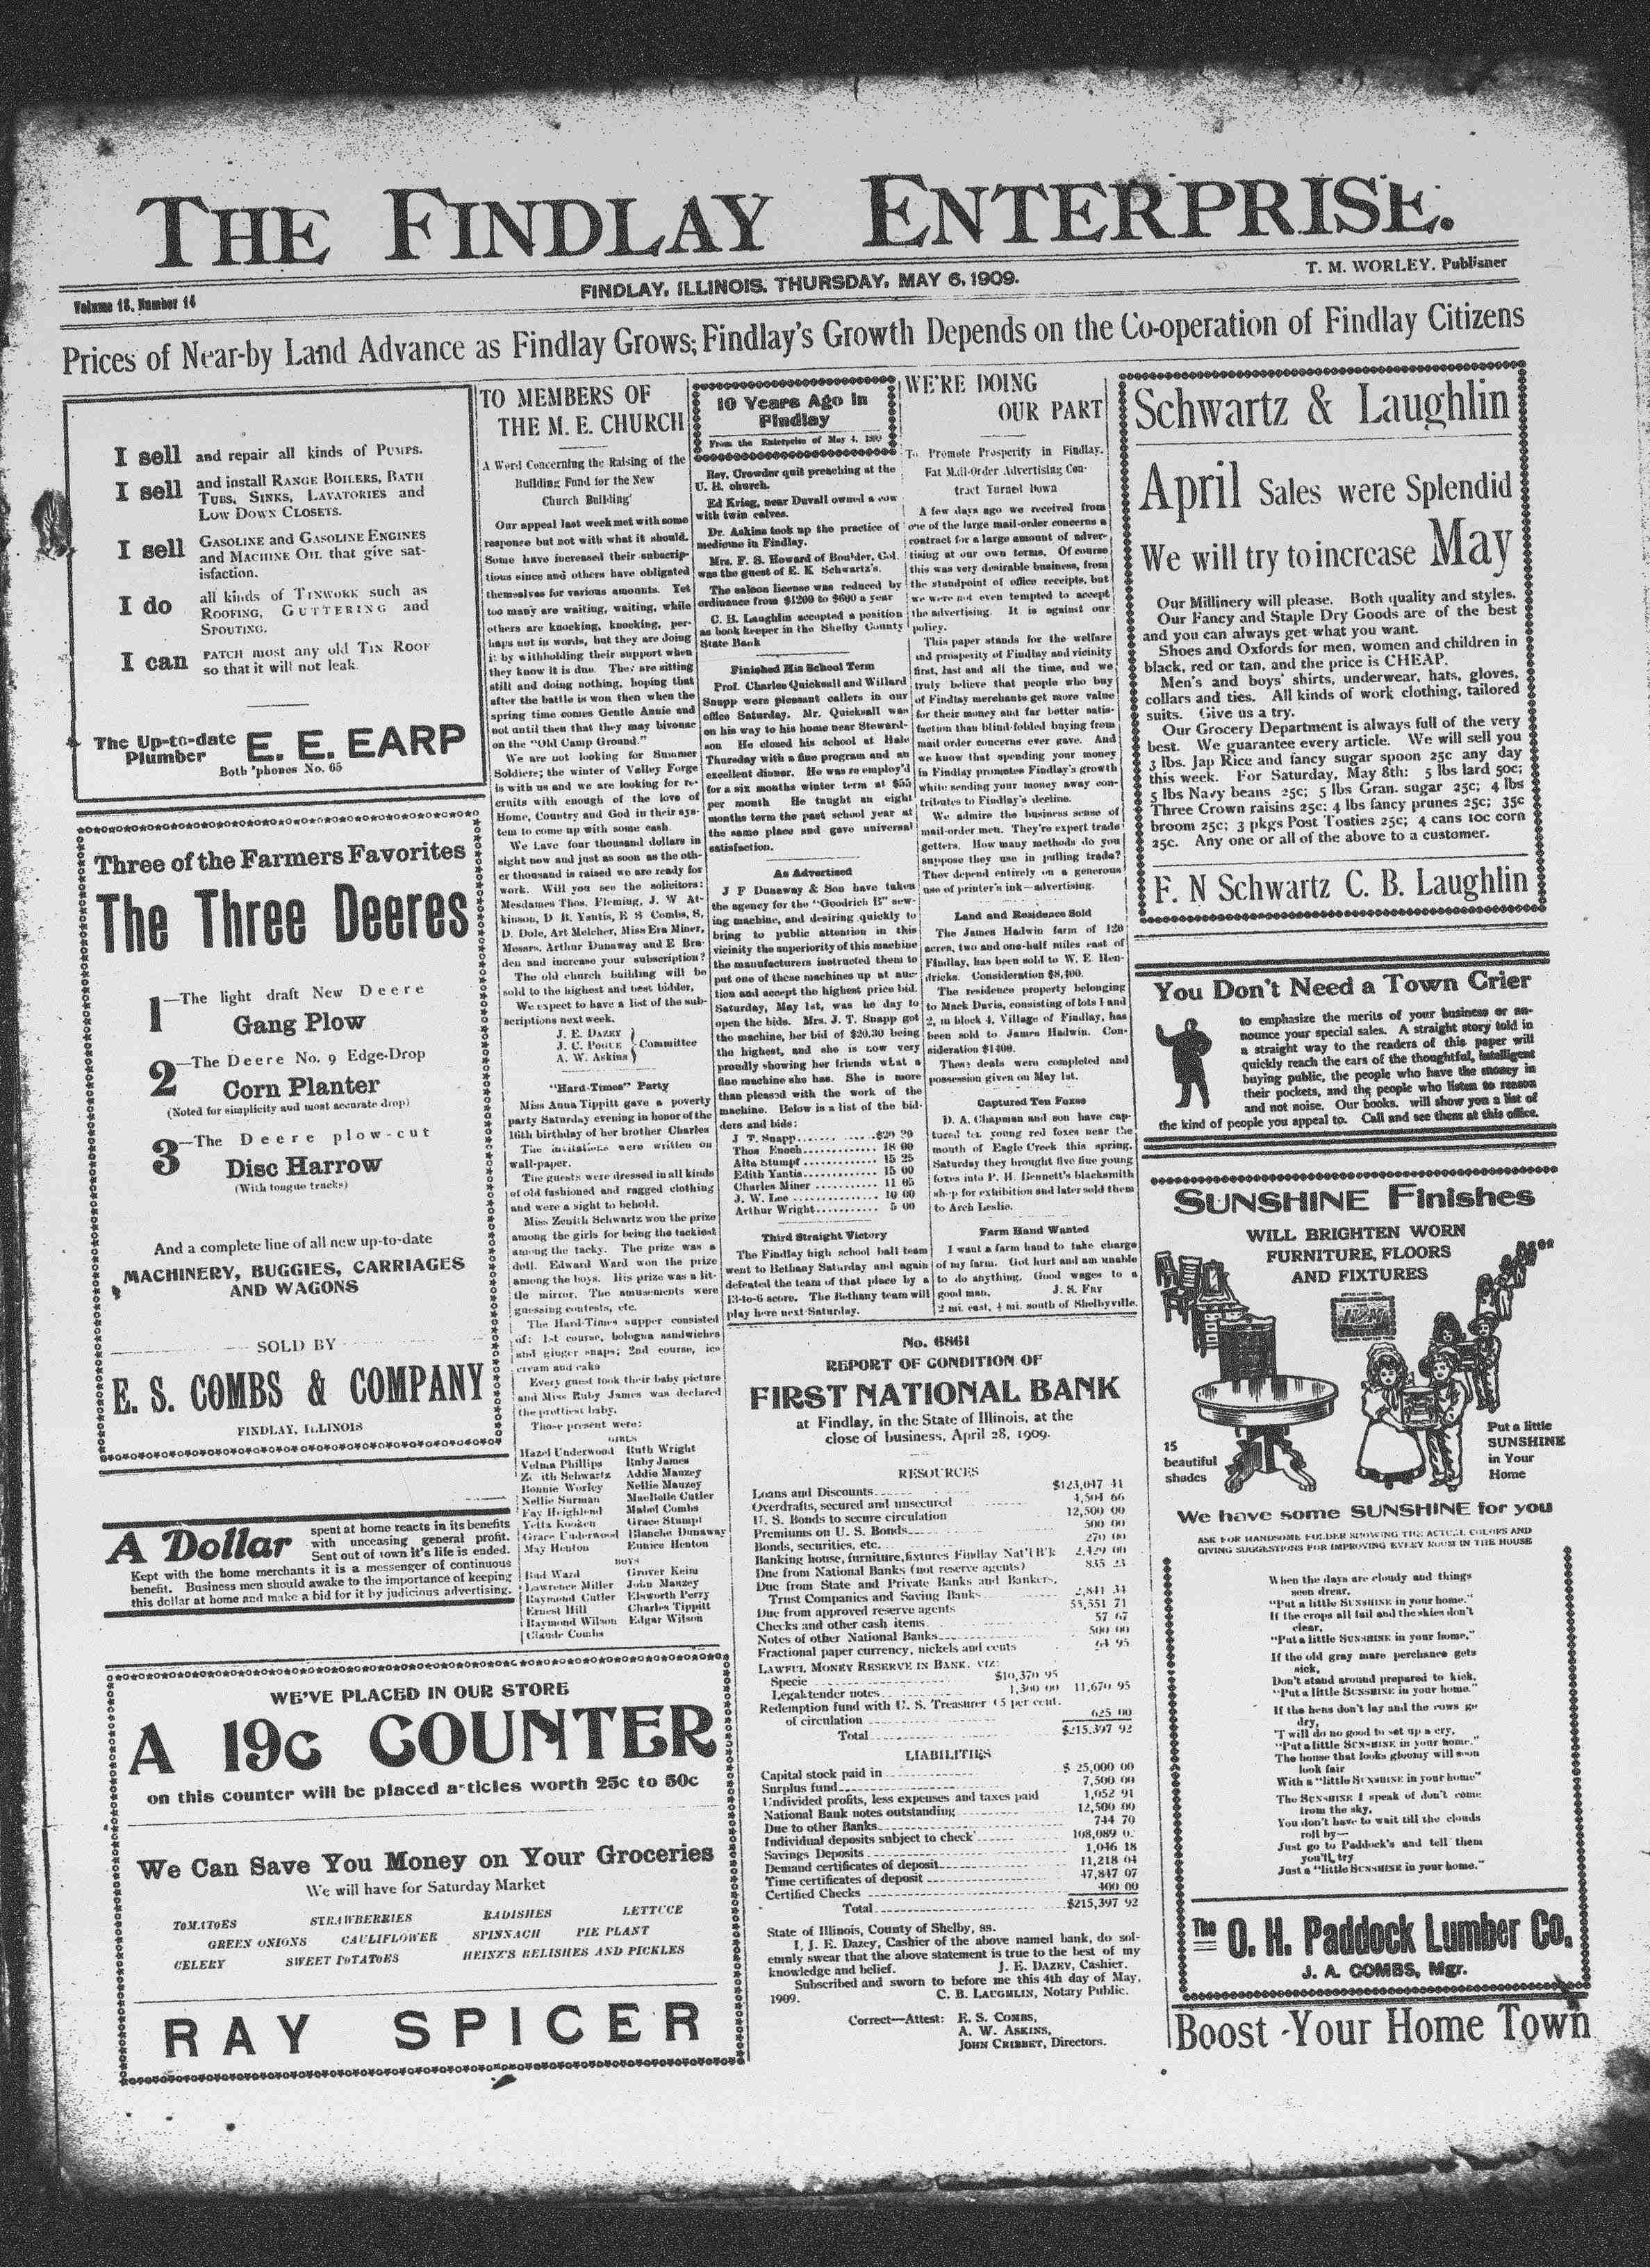 THE FINDLAY ENTERPRISE.
Volume 18, Number 14
FINDLAY, ILLINOIS, THURSDAY, MAY 6, 1909.
T. M. WORLEY, Publisher
Prices of Near-by Land Advance as Findlay Grows; Findlay's Growth Depends on the Co-operation of Findlay Citizens
I sell and repair all kinds of PUMPS.
I sell and install RANGE BOILERS, BATH
TUBS, SINKS, LAVATORIES and
LOW DOWN CLOSETS.
I sell GASOLINE and GASOLINE ENGINES
and MACHINE OIL that give sat-
isfaction.
I do all kinds of TINWORK such as
ROOFING, GUTTERING and
SPOUTING.
I can PATCH most any old TIN ROOF
so that it will not leak.
The Up-to-date
Plumber E. E. EARP
Both 'phones No. 65
Three of the Farmers Favorites
The Three Deeres
1—The light draft New Deere
Gang Plow
2—The Deere No. 9 Edge-Drop
Corn Planter
(Noted for simplicity and most accurate drop)
3—The Deere plow-cut
Disc Harrow
(With tongue trucks)
And a complete line of all new up-to-date
MACHINERY, BUGGIES, CARRIAGES
AND WAGONS
SOLD BY
E. S. COMBS & COMPANY
FINDLAY, ILLINOIS
A Dollar spent at home reacts in its benefits
with unceasing general profit.
Sent out of town it's life is ended.
Kept with the home merchants it is a messenger of continuous
benefit. Business men should awake to the importance of keeping
this dollar at home and make a bid for it by judicious advertising.
TO MEMBERS OF
THE M. E. CHURCH
A Word Concerning the Raising of the
Building Fund for the New
Church Building'
Our appeal last week met with some
responce but not with what it should.
Some have increased their subscrip-
tious since and others have obligated
themselves for various amounts. Yet
too many are waiting, waiting, while
others are knocking, knocking, per-
haps not in words, but they are doing
it by withholding their support when
they know it is due. They are sitting
still and doing nothing, hoping that
after the battle is won then when the
spring time comes Gentle Annie and
not until then that they may bivouac
on the "Old Camp Ground."
We are not looking for Summer
Soldiers; the winter of Valley Forge
is with us and we are looking for re-
cruits with enough of the love of
Home, Country and God in their sys-
tem to come up with some cash.
We have four thousand dollars in
sight now and just as soon as the oth-
er thousand is raised we are ready for
work. Will you see the solicitors:
Mesdames Thos. Fleming, J. W. At-
kinson, D. B. Yantis, E S Combs, S.
D. Dole, Art Melcher, Miss Era Miner,
Messrs. Arthur Dunaway and E Bra-
den and increase your subscription?
The old church building will be
sold to the highest and best bidder.
We expect to have a list of the sub-
scriptions next week.
J. E. DAZEY
J. C. POGUE Committee
A. W. ASKINS
"Hard-Times" Party
Miss Anna Tippitt gave a poverty
party Saturday evening in honor of the
16th birthday of her brother Charles
The invitations were written on
wall-paper.
The guests were dressed in all kinds
of old fashioned and ragged clothing
and were a sight to behold.
Miss Zenith Schwartz won the prize
among the girls for being the tackiest
among the tacky. The prize was a
doll. Edward Ward won the prize
among the boys. His prize was a lit-
tle mirror. The amusements were
guessing contests, etc.
The Hard-Times supper consisted
of: 1st course, bologna sandwiches
and ginger snaps; 2nd course, ice
cream and cake
Every guest took their baby picture
and Miss Ruby James was declared
the prettiest baby.
Those present were:
GIRLS
Hazel Underwood Ruth Wright
Velma Phillips Ruby James
Ze ith Schwartz Addie Manzey
Bonnie Worley Nellie Manzey
Nellie Surman MaeBelle Cutler
Fay Heighlend Mabel Combs
Yetta Kooken Grace Stumpf
Grace Underwood Blanche Dunaway
May Henton Eunice Henton
BOYS
Bud Ward Grover Keim
Lawrence Miller John Manzey
Raymond Cutler Elsworth Perry
Ernest Hill Charles Tippitt
Raymond Wilson Edgar Wilson
Claude Combs
10 Years Ago In
Findlay
From the Enterprise of May 4, 1899
Rev. Crowder quit preaching at the
U. B. church.
Ed Krieg, near Duvall owned a cow
with twin calves.
Dr. Askins took up the practice of
medicine in Findlay.
Mrs. F. S. Howard of Boulder, Col.
was the guest of E. K Schwartz's.
The saloon license was reduced by
ordinance from $1200 to $600 a year
C. B. Laughlin accepted a position
as book keeper in the Shelby County
State Bank
Finished His School Term
Prof. Charles Quicksall and Willard
Snapp were pleasant callers in our
office Saturday. Mr. Quicksall was
on his way to his home near Steward-
son He closed his school at Hale
Thursday with a fine program and an
excellent dinner. He was re employ'd
for a six months winter term at $55
per month He taught an eight
months term the past school year at
the same place and gave universal
satisfaction.
As Advertised
J F Dunaway & Son have taken
the agency for the "Goodrich B" sew-
ing machine, and desiring quickly to
bring to public attention in this
vicinity the superiority of this machine
the manufacturers instructed them to
put one of these machines up at auc-
tion and accept the highest price bid.
Saturday, May 1st, was he day to
open the bids. Mrs. J. T. Snapp got
the machine, her bid of $20.30 being
the highest, and she is now very
proudly showing her friends what a
fine machine she has. She is more
than pleased with the work of the
machine. Below is a list of the bid-
ders and bids:
J T. Snapp
Thos Enoch 18 00
Alta Stumpf 15 25
Edith Yantis 15 00
Charles Miner 11 05
J. W. Lee 10 00
Arthur Wright 5 00
Third Straight Victory
The Findlay high school ball team
went to Bethany Saturday and again
defeated the team of that place by a
13-to-6 score. The Bethany team will
play here next Saturday.
WE'RE DOING
OUR PART
To Promote Prosperity in Findlay.
Fat Mail-Order Advertising Con-
tract Turned Down
A few days ago we received from
one of the large mail-order concerns a
contract for a large amount of adver-
tising at our own terms. Of course
this was very desirable business, from
the standpoint of office receipts, but
we were not even tempted to accept
the advertising. It is against our
policy.
This paper stands for the welfare
and prosperity of Findlay and vicinity
first, last and all the time, and we
truly believe that people who buy
of Findlay merchants get more value
for their money and far better satis-
faction than blind-folded buying from
mail order concerns ever gave. And
we know that spending your money
in Findlay promotes Findlay's growth
while sending your money away con-
tributes to Findlay's decline.
We admire the business sense of
mail-order men. They're expert trade
getters. How many methods do you
suppose they use in pulling trade?
They depend entirely on a generous
use of printer's ink—advertising.
Land and Residence Sold
The James Hadwin farm of 120
acres, two and one-half miles east of
Findlay, has been sold to W. E. Hen-
dricks. Consideration $8,400.
The residence property belonging
to Mack Davis, consisting of lots 1 and
2, in block 4, Village of Findlay, has
been sold to James Hadwin. Con-
sideration $1400.
These deals were completed and
possession given on May 1st.
Captured Ten Foxes
D. A. Chapman and son have cap-
tured ten young red foxes near the
mouth of Eagle Creek this spring.
Saturday they brought five fine young
foxes into P. H. Bennett's blacksmith
sh-p for exhibition and later sold them
to Arch Leslie.
Farm Hand Wanted
I want a farm hand to take charge
of my farm. Got hurt and am unable
to do anything. Good wages to a
good man. J. S. FAY
2 mi. east, ½ mi. south of Shelbyville.
No. 6861
REPORT OF CONDITION OF
FIRST NATIONAL BANK
at Findlay, in the State of Illinois, at the
close of business, April 28, 1909.
RESOURCES
Loans and Discounts $123,047 41
Overdrafts, secured and unsecured 4,504 66
U. S. Bonds to secure circulation 12,500 00
Premiums on U. S. Bonds 500 00
Bonds, securities, etc. 270 00
Banking house, furniture, fixtures Findlay Nat'l B'k 2,429 00
Due from National Banks (not reserve agents) 835 23
Due from State and Private Banks and Bankers,
Trust Companies and Saving Banks 2,841 34
Due from approved reserve agents 55,551 71
Checks and other cash items 57 67
Notes of other National Banks 500 00
Fractional paper currency, nickels and cents 64 95
LAWFUL MONEY RESERVE IN BANK, VIZ:
Specie $10,370 95
Legal tender notes 1,300 00 11,670 95
Redemption fund with U. S. Treasurer (5 per cent.
of circulation 625 00
Total $215,397 92
LIABILITIES
Capital stock paid in $ 25,000 00
Surplus fund 7,500 00
Undivided profits, less expenses and taxes paid 1,052 91
National Bank notes outstanding 12,500 00
Due to other Banks 744 70
Individual deposits subject to check 108,089
Savings Deposits 1,046 18
Demand certificates of deposit 11,218 04
Time certificates of deposit 47,847 07
Certified Checks 400 00
Total $215,397 92
State of Illinois, County of Shelby, ss.
I, J. E. Dazey, Cashier of the above named bank, do sol-
emnly swear that the above statement is true to the best of my
knowledge and belief. J. E. DAZEY, Cashier.
Subscribed and sworn to before me this 4th day of May,
1909. C. B. LAUGHLIN, Notary Public.
Correct—Attest: E. S. COMBS,
A. W. ASKINS,
JOHN CRIBBET, Directors.
WE'VE PLACED IN OUR STORE
A 19c COUNTER
on this counter will be placed articles worth 25c to 50c
We Can Save You Money on Your Groceries
We will have for Saturday Market
TOMATOES STRAWBERRIES RADISHES LETTUCE
GREEN ONIONS CAULIFLOWER SPINNACH PIE PLANT
CELERY SWEET POTATOES HEINZ'S RELISHES AND PICKLES
RAY SPICER
Schwartz & Laughlin
April Sales were Splendid
We will try to increase May
Our Millinery will please. Both quality and styles.
Our Fancy and Staple Dry Goods are of the best
and you can always get what you want.
Shoes and Oxfords for men, women and children in
black, red or tan, and the price is CHEAP.
Men's and boys' shirts, underwear, hats, gloves,
collars and ties. All kinds of work clothing, tailored
suits. Give us a try.
Our Grocery Department is always full of the very
best. We guarantee every article. We will sell you
3 lbs. Jap Rice and fancy sugar spoon 25c any day
this week. For Saturday, May 8th: 5 lbs lard 50c;
5 lbs Navy beans 25c; 5 lbs Gran. sugar 25c; 4 lbs
Three Crown raisins 25c; 4 lbs fancy prunes 25c; 35c
broom 25c; 3 pkgs Post Tosties 25c; 4 cans 10c corn
25c. Any one or all of the above to a customer.
F. N Schwartz C. B. Laughlin
You Don't Need a Town Crier
to emphasize the merits of your business or an-
nounce your special sales. A straight story told in
a straight way to the readers of this paper will
quickly reach the ears of the thoughtful, intelligent
buying public, the people who have the money in
their pockets, and the people who listen to reason
and not noise. Our books will show you a list of
the kind of people you appeal to. Call and see them at this office.
SUNSHINE Finishes
WILL BRIGHTEN WORN
FURNITURE, FLOORS
AND FIXTURES
15
beautiful
shades
Put a little
SUNSHINE
in Your
Home
We have some SUNSHINE for you
ASK FOR HANDSOME FOLDER SHOWING THE ACTUAL COLORS AND
GIVING SUGGESTIONS FOR IMPROVING EVERY ROOM IN THE HOUSE
When the days are cloudy and things
seem drear,
"Put a little SUNSHINE in your home."
If the crops all fail and the skies don't
clear,
"Put a little SUNSHINE in your home,"
If the old gray mare perchance gets
sick,
Don't stand around prepared to kick,
"Put a little SUNSHINE in your home."
If the hens don't lay and the cows go
dry,
'T will do no good to set up a cry,
"Put a little SUNSHINE in your home."
The house that looks gloomy will soon
look fair
With a "little SUNSHINE in your home"
The SUNSHINE I speak of don't come
from the sky,
You don't have to wait till the clouds
roll by—
Just go to Paddock's and tell them
you'll try
Just a "little SUNSHINE in your home."
The O. H. Paddock Lumber Co.
J. A. COMBS, Mgr.
Boost Your Home Town